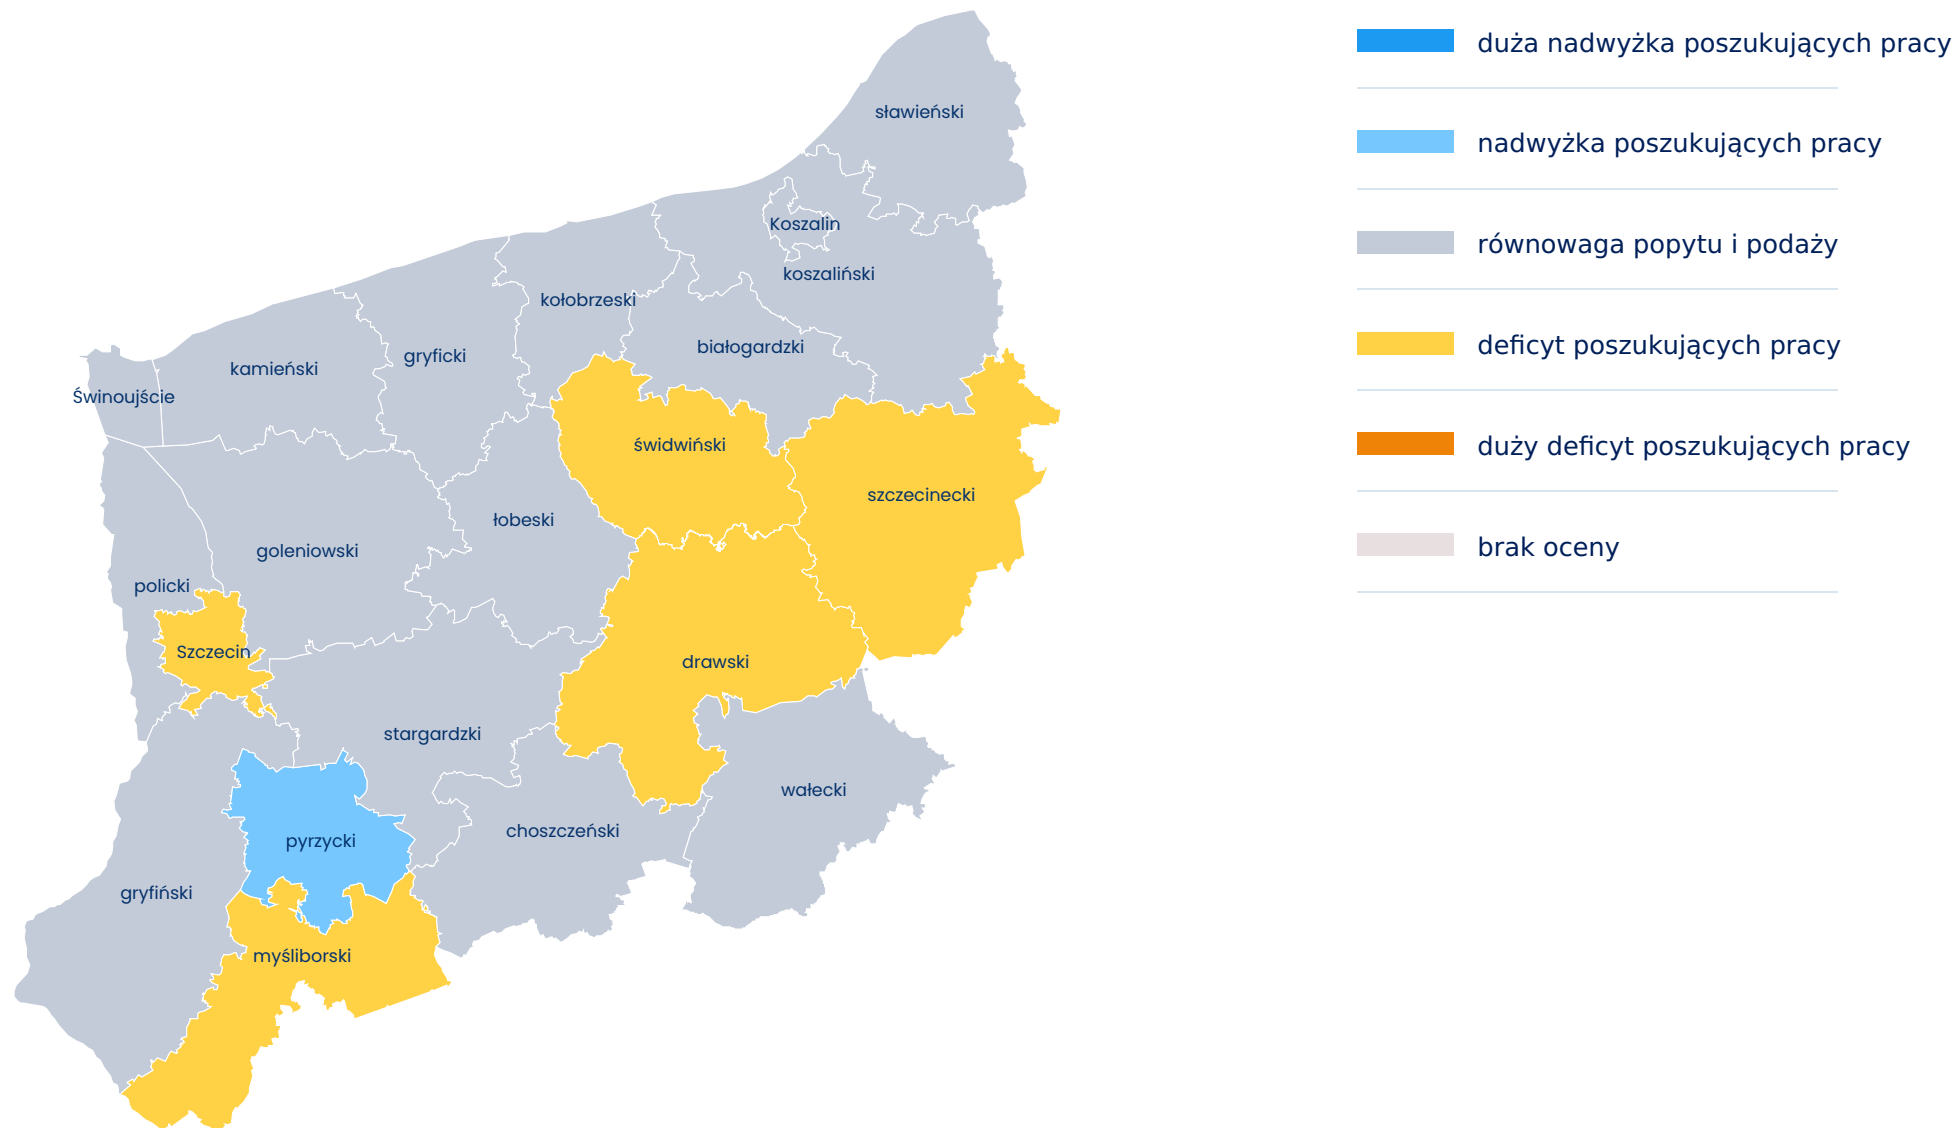 duża nadwyżka poszukujących pracy
nadwyżka poszukujących pracy
równowaga popytu i podaży
deficyt poszukujących pracy
duży deficyt poszukujących pracy
brak oceny
sławieński
Koszalin
koszaliński
kołobrzeski
białogardzki
gryficki
kamieński
Świnoujście
świdwiński
szczecinecki
łobeski
goleniowski
policki
Szczecin
drawski
stargardzki
wałecki
choszczeński
pyrzycki
gryfiński
myśliborski